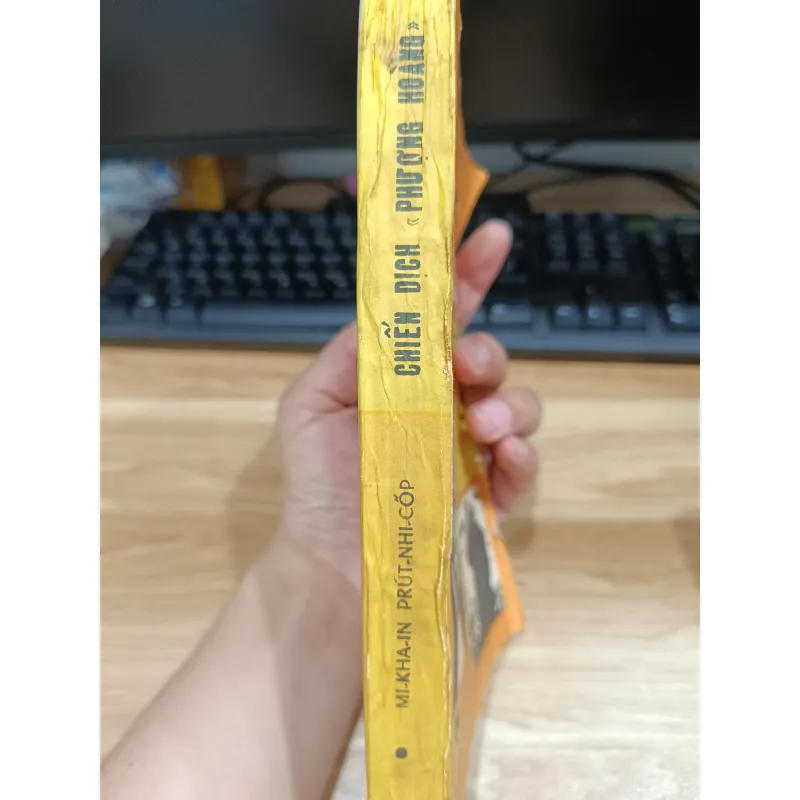 MI-KHA-IN PRÚT-NHI-CỐP
CHIẾN DỊCH «PHƯỢNG HOÀNG»